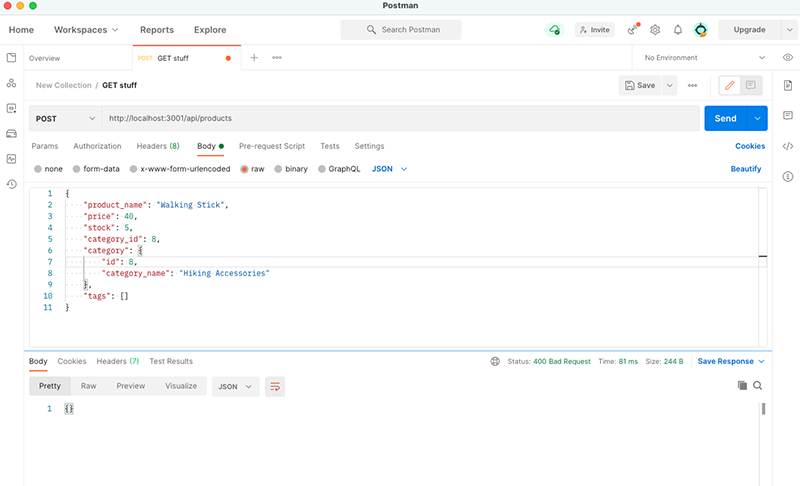 Postman
Home Workspaces Reports Explore Search Postman Invite Upgrade
Overview POST GET stuff No Environment
New Collection / GET stuff Save
POST http://localhost:3001/api/products Send
Params Authorization Headers (8) Body Pre-request Script Tests Settings Cookies
none form-data x-www-form-urlencoded raw binary GraphQL JSON Beautify
1 {
2 "product_name": "Walking Stick",
3 "price": 40,
4 "stock": 5,
5 "category_id": 8,
6 "category": {
7 "id": 8,
8 "category_name": "Hiking Accessories"
9 },
10 "tags": []
11 }
Body Cookies Headers (7) Test Results Status: 400 Bad Request Time: 81 ms Size: 244 B Save Response
Pretty Raw Preview Visualize JSON
1 {}